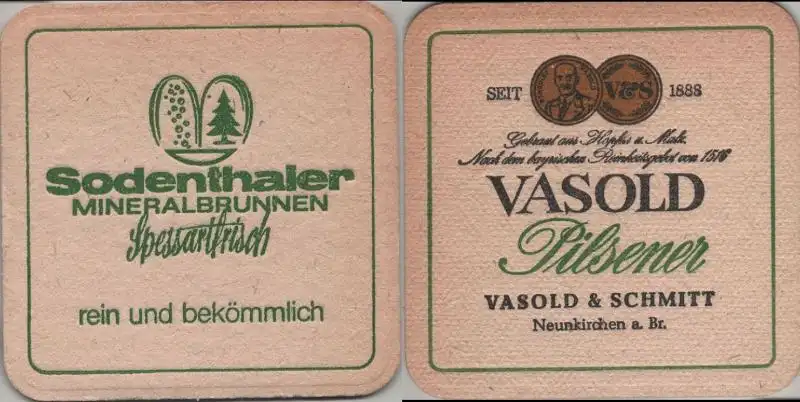 Sodenthaler
MINERALBRUNNEN
Spessartfrisch
rein und bekömmlich
SEIT V&S 1888
Gebraut aus Hopfen u. Malz.
Nach dem bayrischen Reinheitsgebot von 1516
VASOLD
Pilsener
VASOLD & SCHMITT
Neunkirchen a. Br.